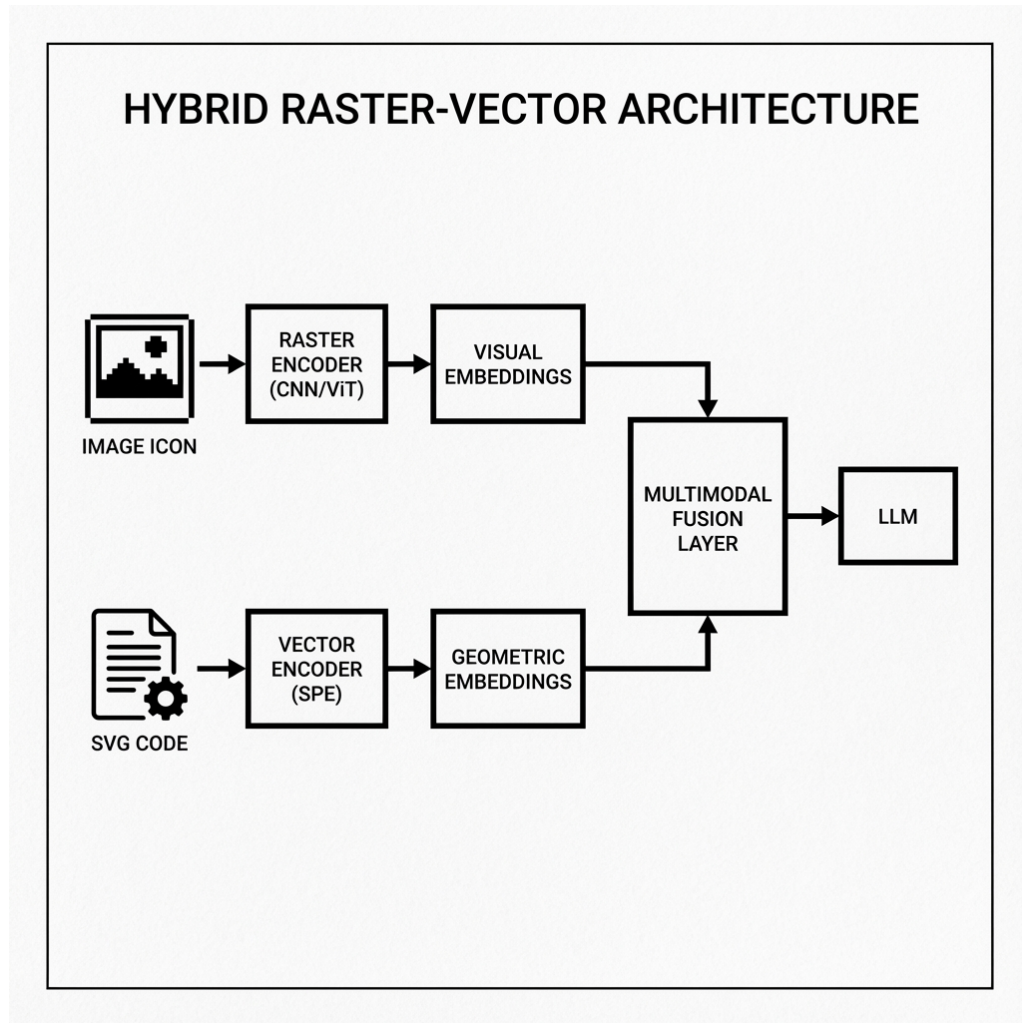 HYBRID RASTER-VECTOR ARCHITECTURE
IMAGE ICON
RASTER
ENCODER
(CNN/ViT)
VISUAL
EMBEDDINGS
MULTIMODAL
FUSION
LAYER
LLM
SVG CODE
VECTOR
ENCODER
(SPE)
GEOMETRIC
EMBEDDINGS